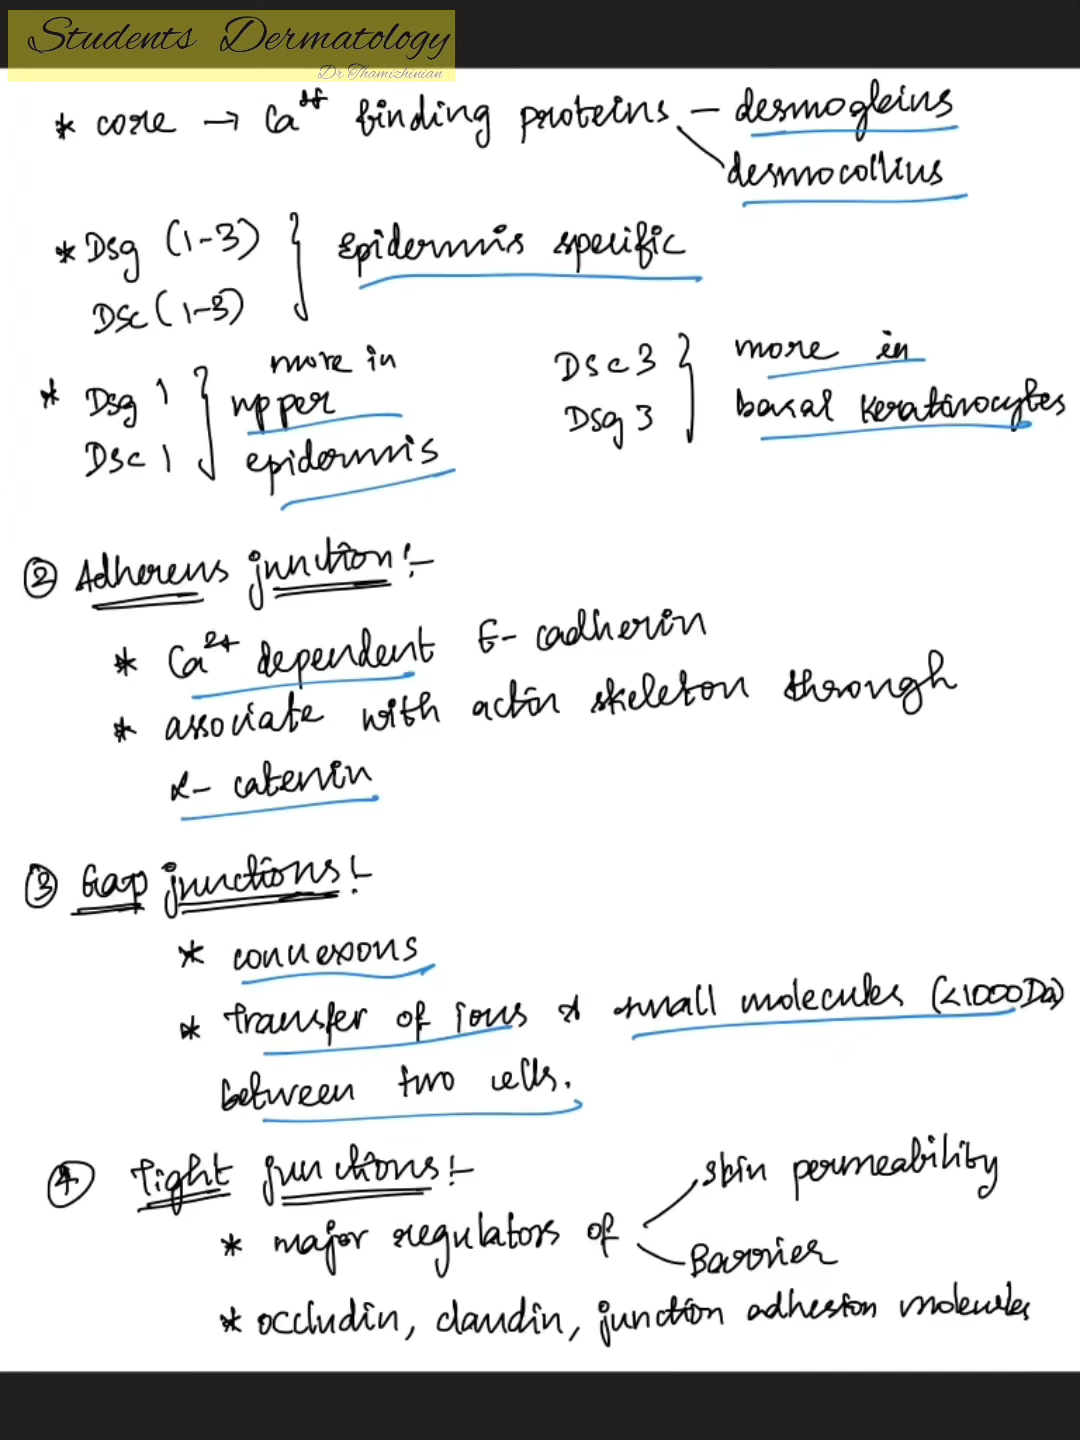 Students Dermatology
Dr Thamizhinian
* core → Ca++ binding proteins – desmogleins
desmocollins
* Dsg (1-3) } Epidermis specific
Dsc (1-3)
* Dsg 1 } more in
Dsc 1 upper
epidermis
Dsc 3 } more in
Dsg 3 basal keratinocytes
② Adherens junction:-
* Ca2+ dependent E- cadherin
* associate with actin skeleton through
α- catenin
③ Gap junctions:-
* connexons
* transfer of ions & small molecules (<1000Da)
between two cells.
④ Tight junctions:-
* major regulators of skin permeability
Barrier
* occludin, claudin, junction adhesion molecules